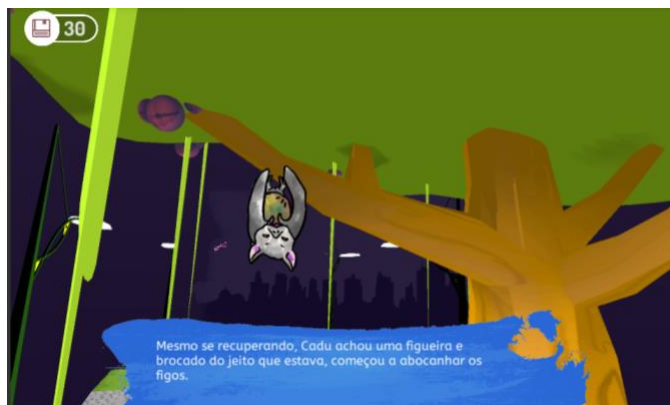 30
Mesmo se recuperando, Cadu achou uma figueira e
brocado do jeito que estava, começou a abocanhar os
figos.